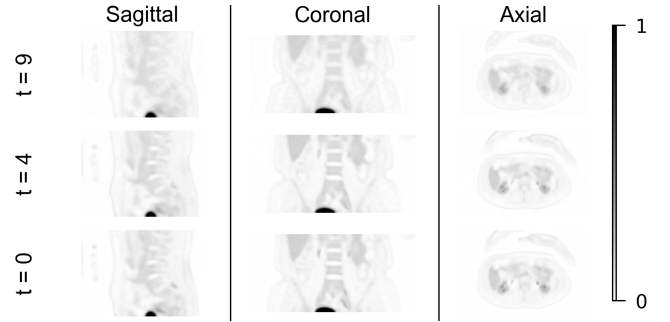 Sagittal Coronal Axial
1
t = 9
t = 4
t = 0
0